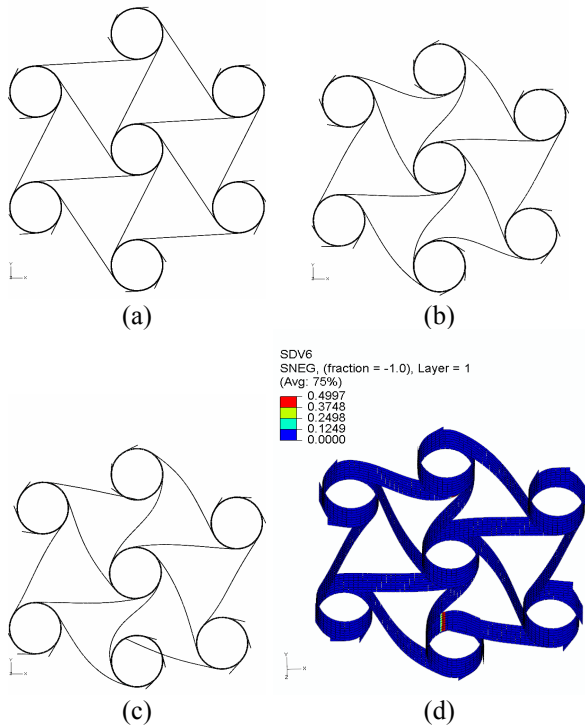 Y
X
(a)
Y
X
(b)
SDV6
SNEG, (fraction = -1.0), Layer = 1
(Avg: 75%)
0.4997
0.3748
0.2498
0.1249
0.0000
Y
X
(c)
Y
X
Z
(d)